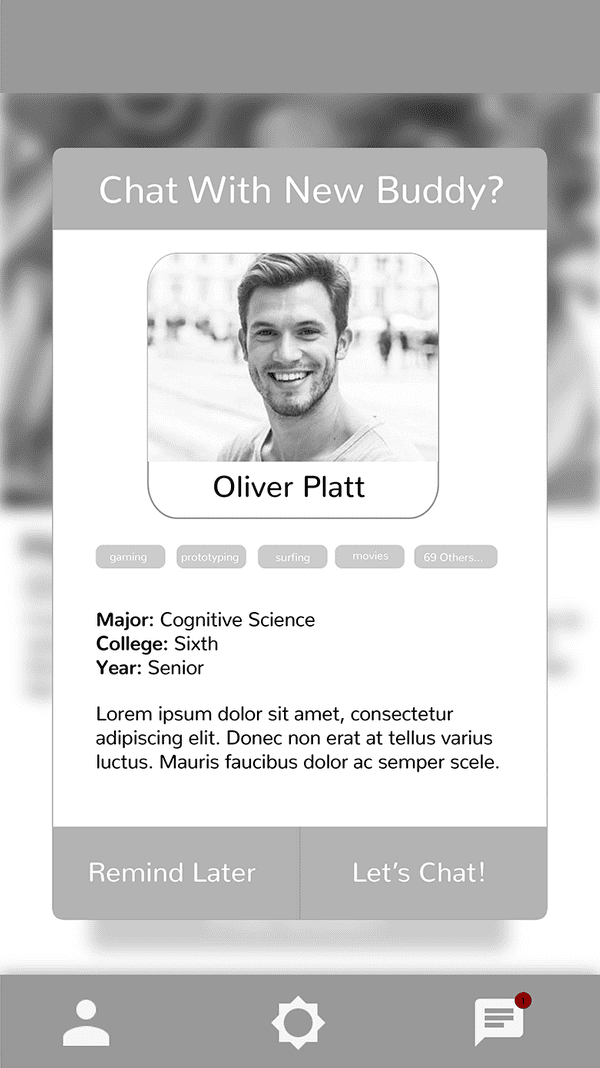 Chat With New Buddy?
Oliver Platt
gaming prototyping surfing movies 69 Others...
Major: Cognitive Science
College: Sixth
Year: Senior
Lorem ipsum dolor sit amet, consectetur
adipiscing elit. Donec non erat at tellus varius
luctus. Mauris faucibus dolor ac semper scele.
Remind Later Let's Chat!